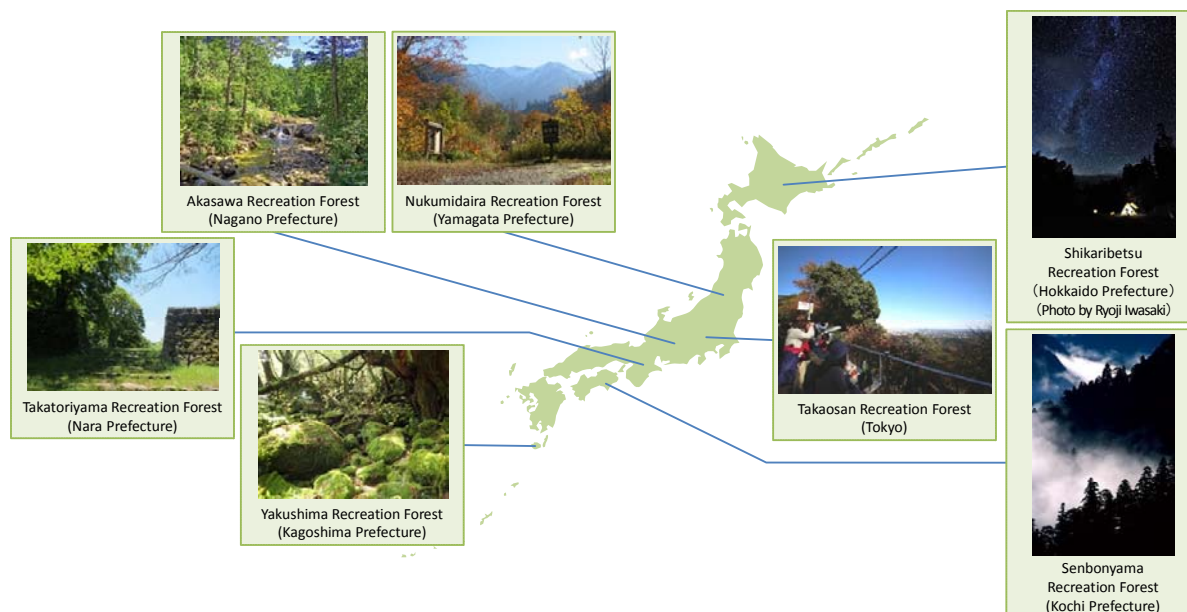 Akasawa Recreation Forest
(Nagano Prefecture)
Nukumidaira Recreation Forest
(Yamagata Prefecture)
Shikaribetsu
Recreation Forest
（Hokkaido Prefecture）
（Photo by Ryoji Iwasaki）
Takatoriyama Recreation Forest
(Nara Prefecture)
Takaosan Recreation Forest
(Tokyo)
Yakushima Recreation Forest
(Kagoshima Prefecture)
Senbonyama
Recreation Forest
(Kochi Prefecture)